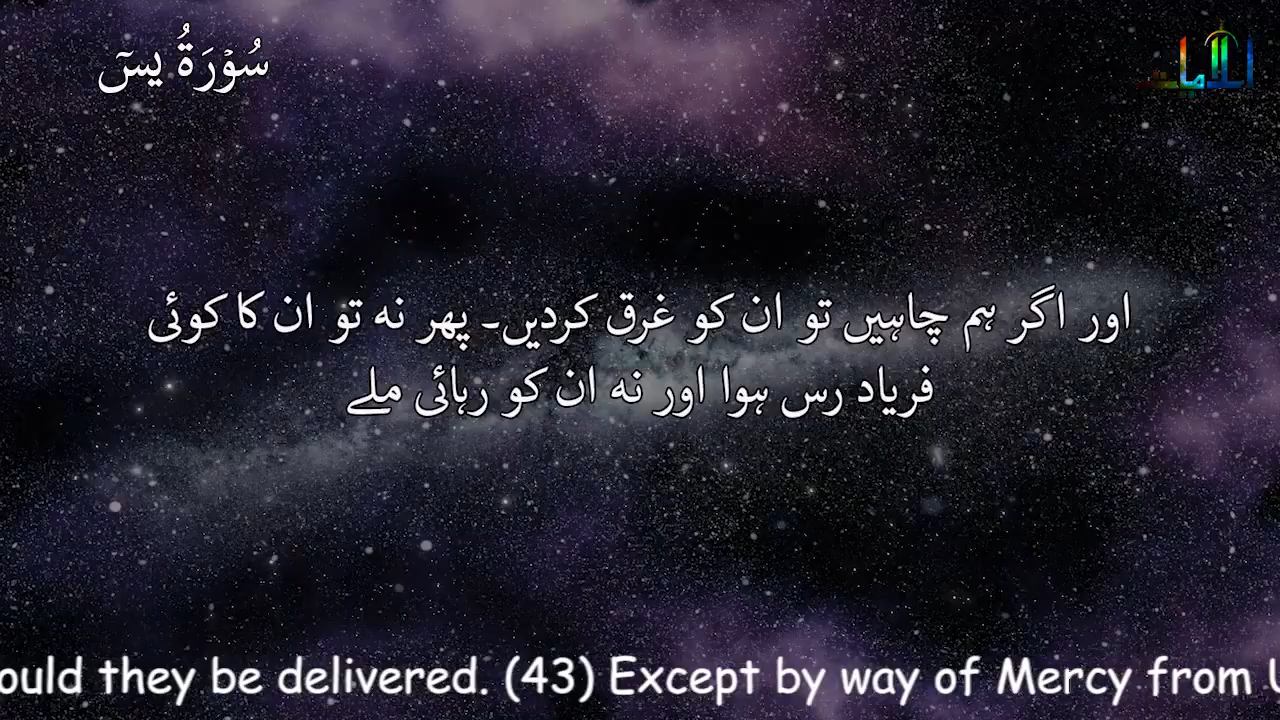 سُوۡرَةُ یسٓ
اور اگر ہم چاہیں تو ان کو غرق کردیں۔ پھر نہ تو ان کا کوئی
فریاد رس ہوا اور نہ ان کو رہائی ملے
ould they be delivered. (43) Except by way of Mercy from U